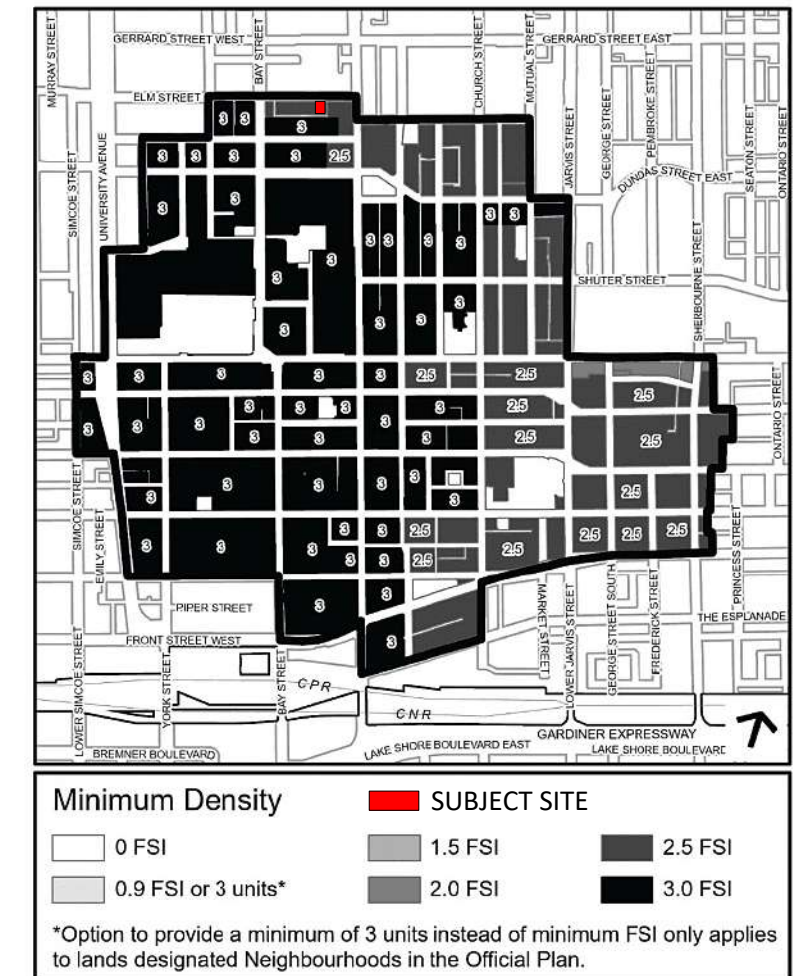 GERRARD STREET WEST
GERRARD STREET EAST
MURRAY STREET
BAY STREET
CHURCH STREET
MUTUAL STREET
ELM STREET
UNIVERSITY AVENUE
SIMCOE STREET
JARVIS STREET
GEORGE STREET
PEMBROKE STREET
SEATON STREET
ONTARIO STREET
DUNDAS STREET EAST
3 3
3
3 3 3 3 2.5
3 3
3 3 3 3 3
3 3
3
SHUTER STREET
SHERBOURNE STREET
3 3 3 3
3 3 3 3 3 2.5 2.5
2.5
3 3 3 3 3 2.5
3 3 3 3
3 3 3 2.5 2.5
ONTARIO STREET
3 3 3 3
3 3
2.5
3 3 2.5
3 3 3 2.5 2.5 2.5 2.5
3 3 2.5
SIMCOE STREET
EMILY STREET
PRINCESS STREET
3
3
3
PIPER STREET
FRONT STREET WEST
MARKET STREET
LOWER JARVIS STREET
GEORGE STREET SOUTH
FREDERICK STREET
THE ESPLANADE
LOWER SIMCOE STREET
YORK STREET
BAY STREET
CPR
CNR
GARDINER EXPRESSWAY
BREMNER BOULEVARD
LAKE SHORE BOULEVARD EAST
LAKE SHORE BOULEVARD
Minimum Density
SUBJECT SITE
0 FSI
1.5 FSI
2.5 FSI
0.9 FSI or 3 units*
2.0 FSI
3.0 FSI
*Option to provide a minimum of 3 units instead of minimum FSI only applies
to lands designated Neighbourhoods in the Official Plan.